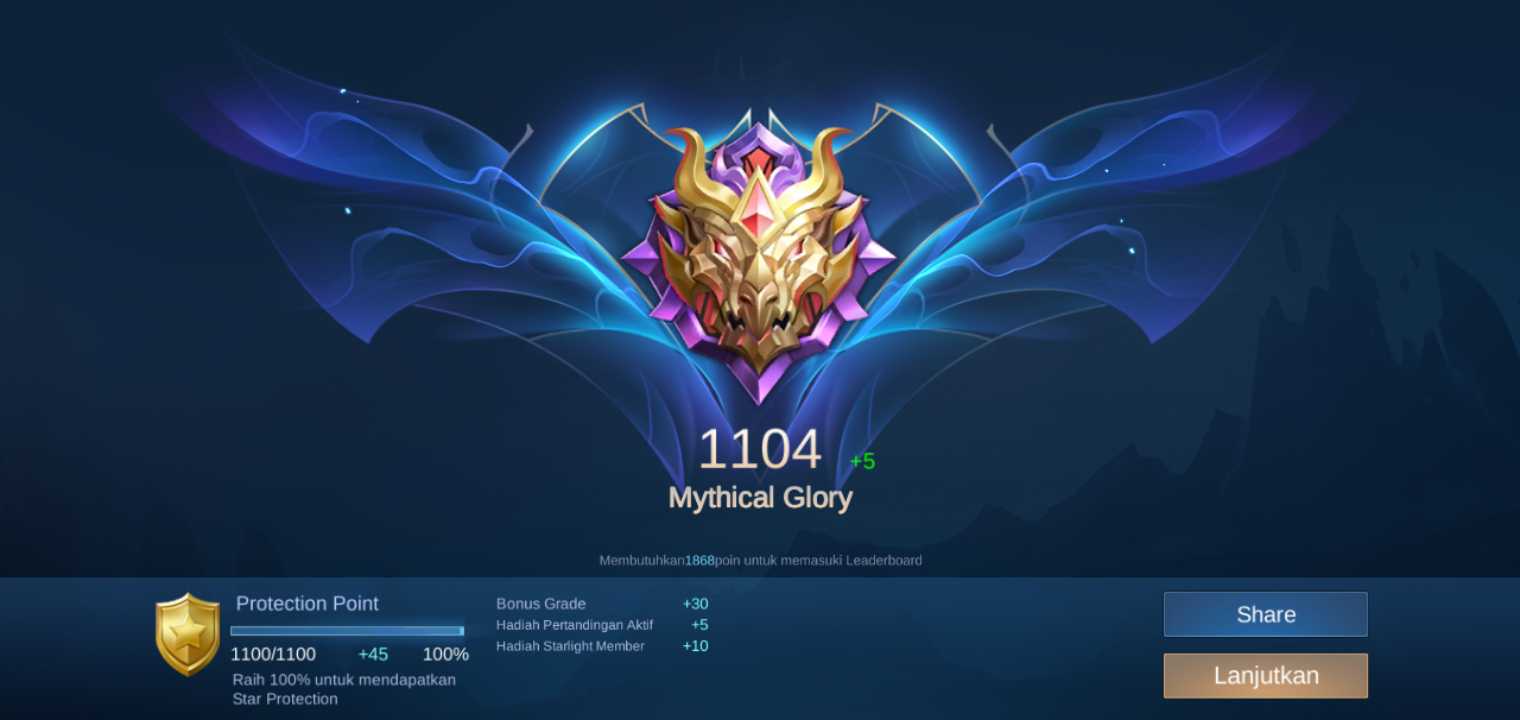 1104 +5
Mythical Glory
Membutuhkan1868poin untuk memasuki Leaderboard
Protection Point
1100/1100 +45 100%
Raih 100% untuk mendapatkan
Star Protection
Bonus Grade +30
Hadiah Pertandingan Aktif +5
Hadiah Starlight Member +10
Share
Lanjutkan